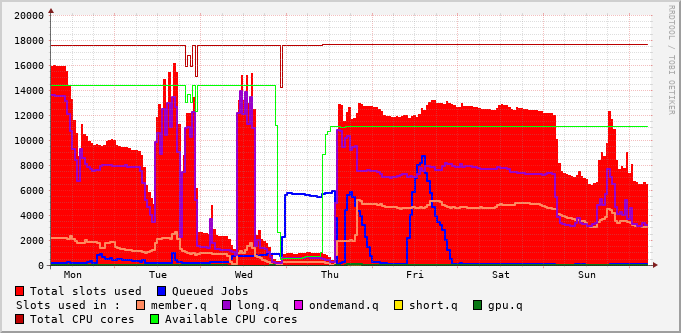 20000
18000
16000
14000
12000
10000
8000
6000
4000
2000
0
Mon Tue Wed Thu Fri Sat Sun
RRDTOOL / TOBI OETIKER
Total slots used Queued Jobs
Slots used in : member.q long.q ondemand.q short.q gpu.q
Total CPU cores Available CPU cores